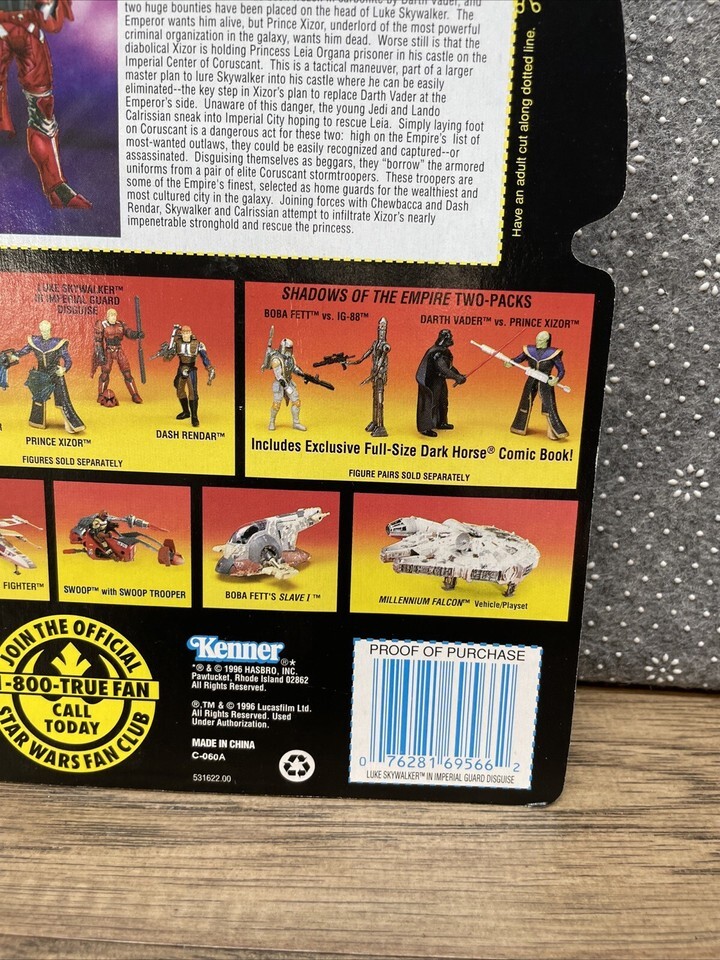 two huge bounties have been placed on the head of Luke Skywalker. The
Emperor wants him alive, but Prince Xizor, underlord of the most powerful
criminal organization in the galaxy, wants him dead. Worse still is that the
diabolical Xizor is holding Princess Leia Organa prisoner in his castle on the
Imperial Center of Coruscant. This is a tactical maneuver, part of a larger
master plan to lure Skywalker into his castle where he can be easily
eliminated--the key step in Xizor's plan to replace Darth Vader at the
Emperor's side. Unaware of this danger, the young Jedi and Lando
Calrissian sneak into Imperial City hoping to rescue Leia. Simply laying foot
on Coruscant is a dangerous act for these two: high on the Empire's list of
most-wanted outlaws, they could be easily recognized and captured--or
assassinated. Disguising themselves as beggars, they "borrow" the armored
uniforms from a pair of elite Coruscant stormtroopers. These troopers are
some of the Empire's finest, selected as home guards for the wealthiest and
most cultured city in the galaxy. Joining forces with Chewbacca and Dash
Rendar, Skywalker and Calrissian attempt to infiltrate Xizor's nearly
impenetrable stronghold and rescue the princess.
Have an adult cut along dotted line.
LUKE SKYWALKER™
IN IMPERIAL GUARD
DISGUISE
PRINCE XIZOR™
DASH RENDAR™
FIGURES SOLD SEPARATELY
SHADOWS OF THE EMPIRE TWO-PACKS
BOBA FETT™ vs. IG-88™
DARTH VADER™ vs. PRINCE XIZOR™
Includes Exclusive Full-Size Dark Horse® Comic Book!
FIGURE PAIRS SOLD SEPARATELY
FIGHTER™
SWOOP™ with SWOOP TROOPER
BOBA FETT'S SLAVE I™
MILLENNIUM FALCON™ Vehicle/Playset
JOIN THE OFFICIAL
1-800-TRUE FAN
CALL
TODAY
STAR WARS FAN CLUB
Kenner®*
*® & © 1996 HASBRO, INC.
Pawtucket, Rhode Island 02862
All Rights Reserved.
®,TM & © 1996 Lucasfilm Ltd.
All Rights Reserved. Used
Under Authorization.
MADE IN CHINA
C-060A
531622.00
PROOF OF PURCHASE
0 76281 69566 2
LUKE SKYWALKER™ IN IMPERIAL GUARD DISGUISE